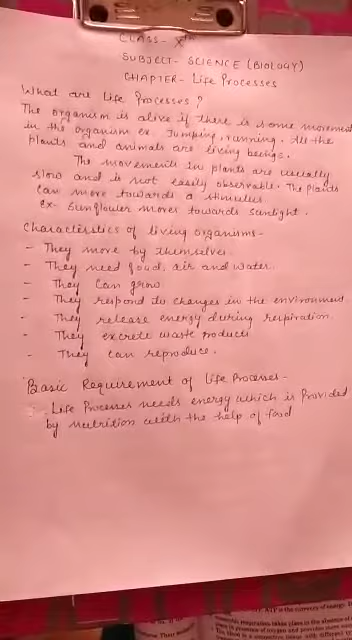 CLASS- Xth
SUBJECT- SCIENCE (BIOLOGY)
CHAPTER- Life Processes
What are life Processes?
The organism is alive if there is some movement
in the organism ex. Jumping, running. All the
plants and animals are living beings.
The movements in plants are usually
slow and is not easily observable. The plants
can move towards a stimulus
ex- Sunflower moves towards sunlight.
Characteristics of living organisms-
- They move by themselves.
- They need food, air and water.
- They can grow.
- They respond to changes in the environment.
- They release energy during respiration.
- They excrete waste products
- They can reproduce.
Basic Requirement of Life Processes-
Life Processes needs energy which is Provided
by nutrition with the help of food